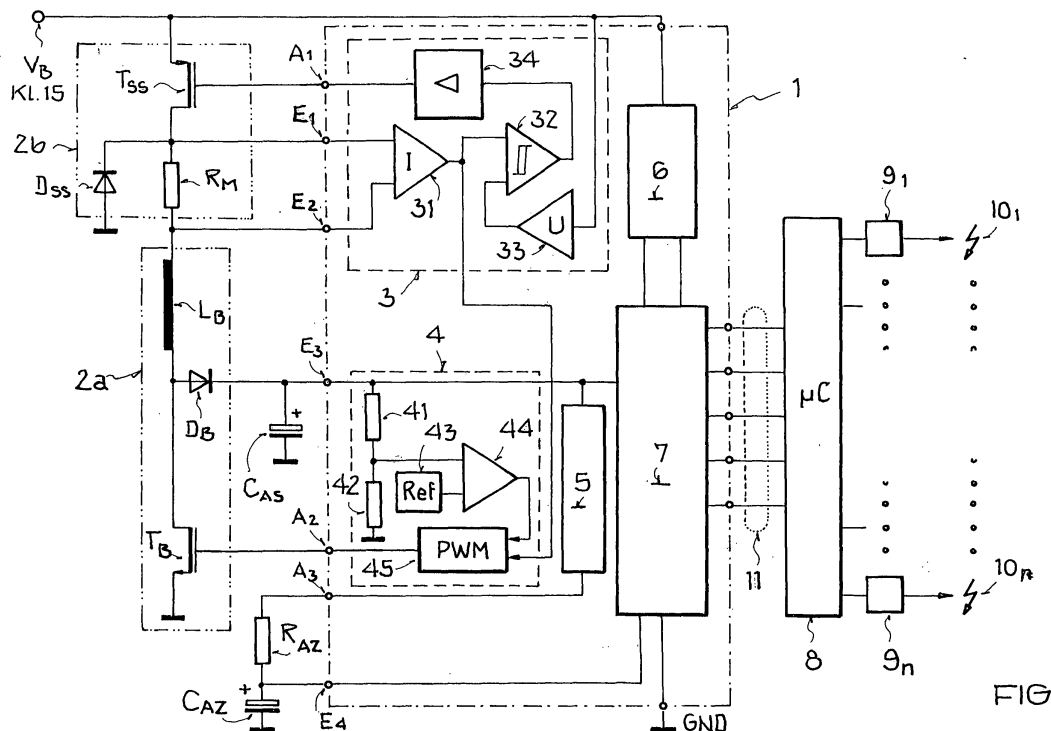 V_B
Kl.15
2b
T_SS
D_SS
R_M
A_1
E_1
E_2
I
31
34
32
U
33
3
1
6
9_1
10_1
L_B
2a
D_B
E_3
4
C_AS
41
43
44
42
Ref
5
7
µC
A_2
PWM
45
T_B
A_3
11
R_AZ
C_AZ
E_4
GND
8
9_n
10_n
FIG